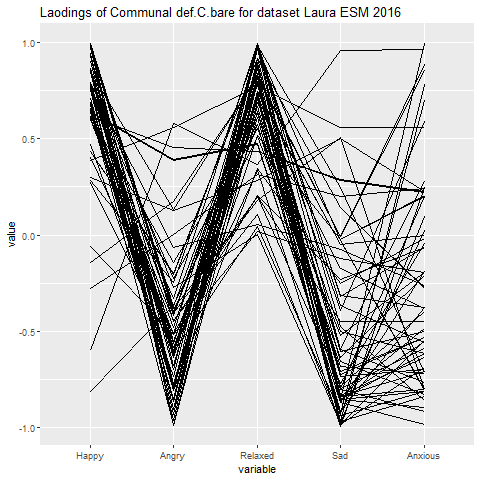 Laodings of Communal def.C.bare for dataset Laura ESM 2016
1.0
0.5
0.0
-0.5
-1.0
value
Happy Angry Relaxed Sad Anxious
variable